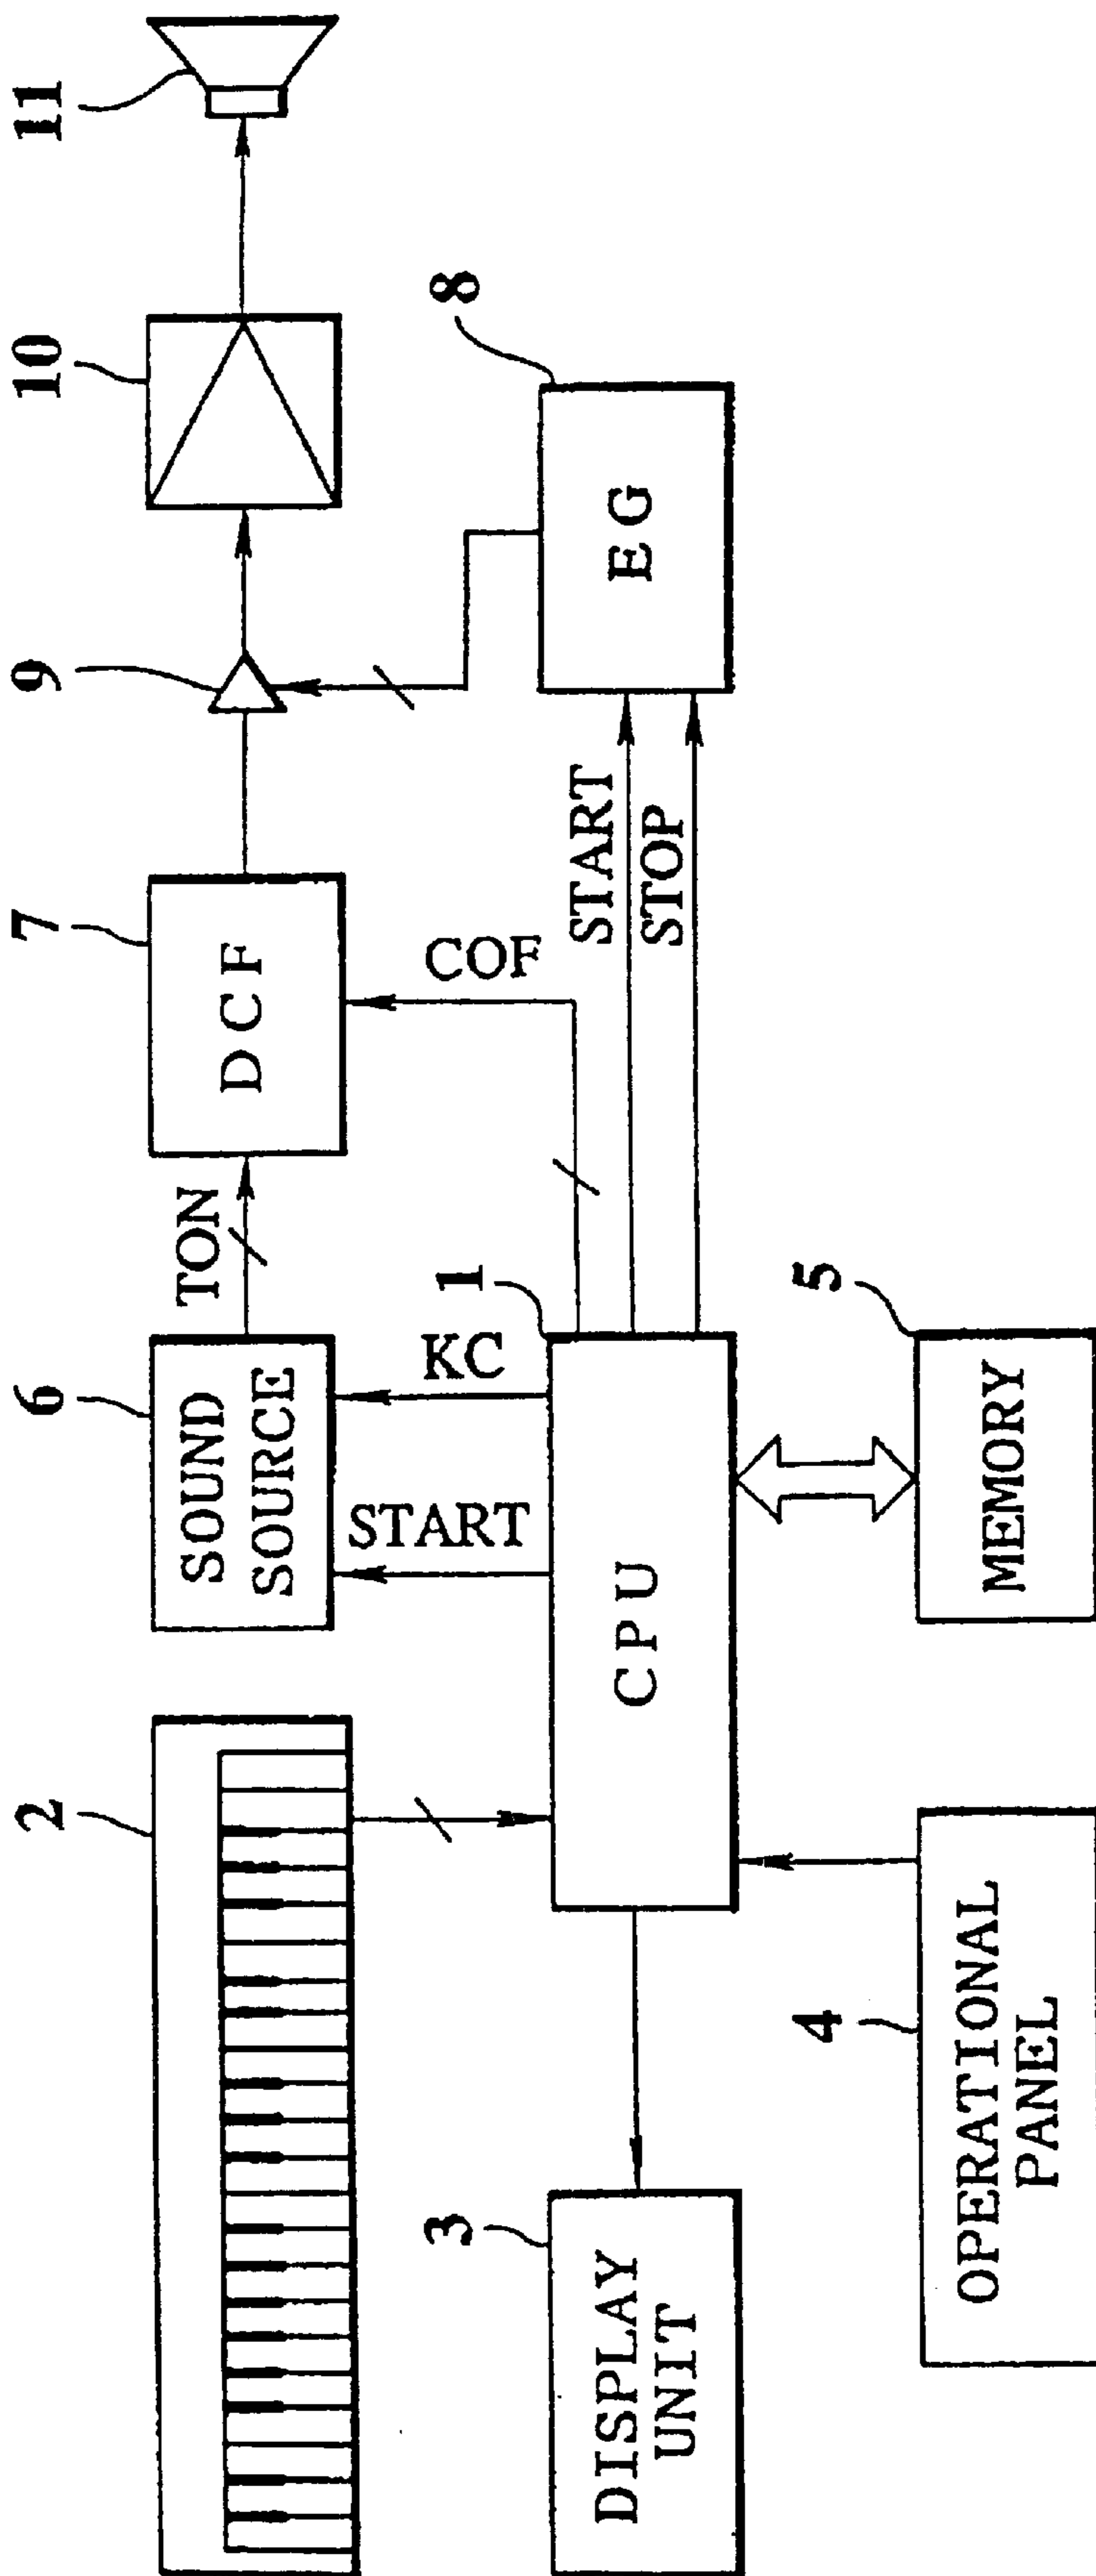 2
6
7
9
10
11
SOUND
SOURCE
TON
DCF
START
KC
COF
8
1
CPU
START
STOP
EG
3
DISPLAY
UNIT
4
OPERATIONAL
PANEL
5
MEMORY